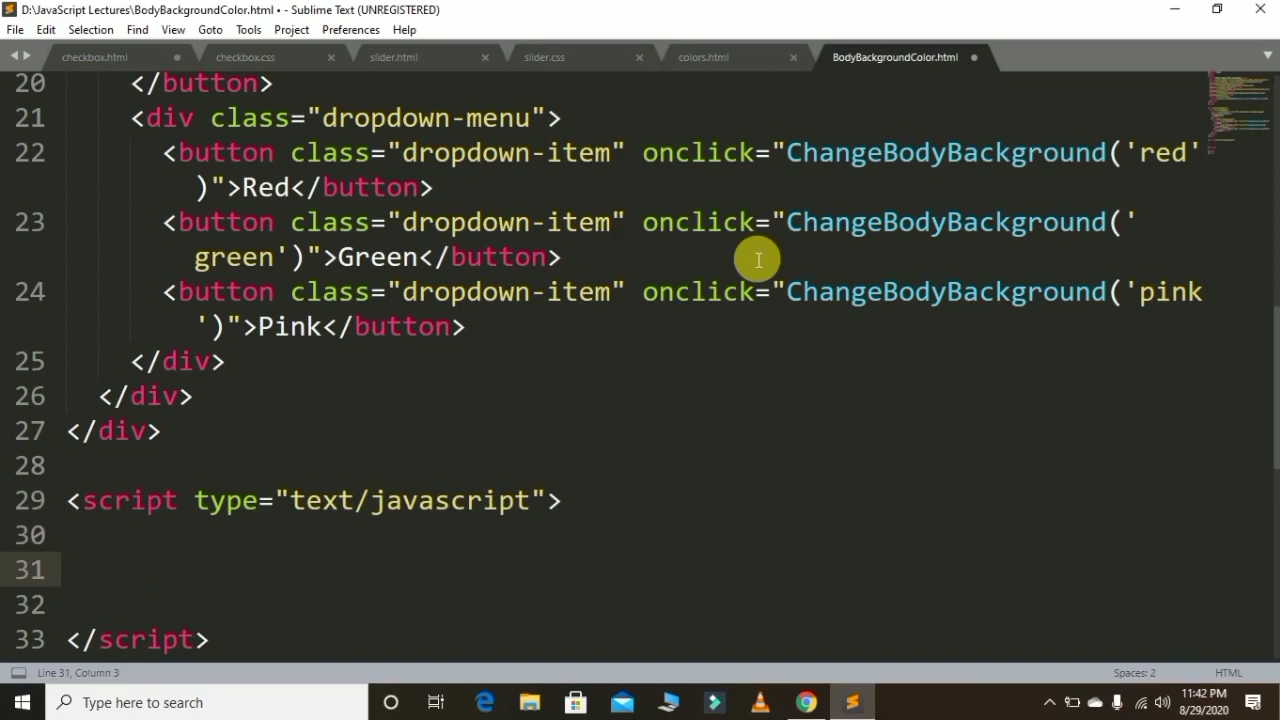 D:\JavaScript Lectures\BodyBackgroundColor.html • - Sublime Text (UNREGISTERED)
File Edit Selection Find View Goto Tools Project Preferences Help
checkbox.html checkbox.css slider.html slider.css colors.html BodyBackgroundColor.html
20 </button>
21 <div class="dropdown-menu">
22 <button class="dropdown-item" onclick="ChangeBodyBackground('red'
)">Red</button>
23 <button class="dropdown-item" onclick="ChangeBodyBackground('
green')">Green</button>
24 <button class="dropdown-item" onclick="ChangeBodyBackground('pink
')">Pink</button>
25 </div>
26 </div>
27 </div>
28
29 <script type="text/javascript">
30
31
32
33 </script>
Line 31, Column 3 Spaces: 2 HTML
Type here to search
11:42 PM
8/29/2020